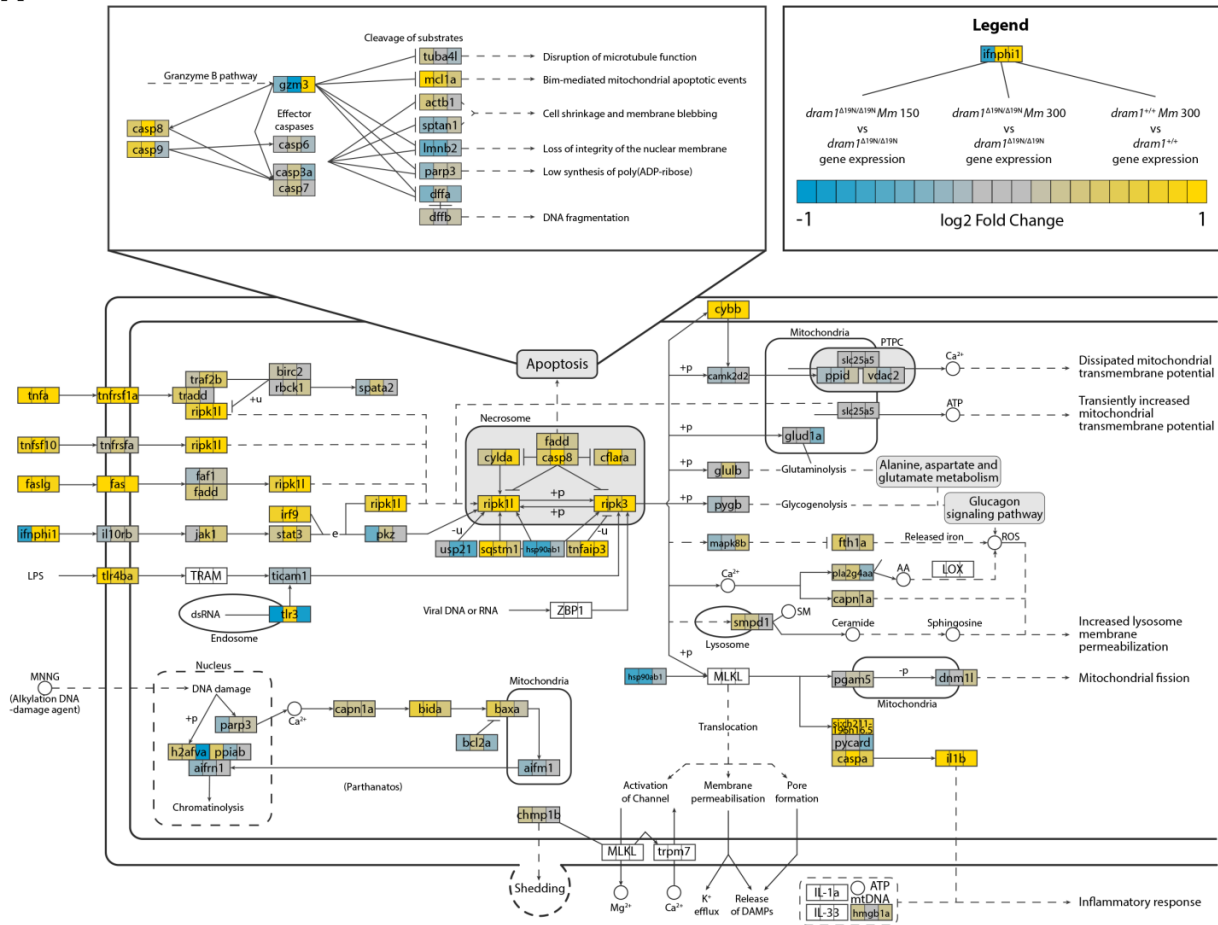 Cleavage of substrates
Granzyme B pathway
gzm3
Effector
caspases
casp8
casp9
casp6
casp3a
casp7
tuba4l
Disruption of microtubule function
mcl1a
Bim-mediated mitochondrial apoptotic events
actb1
Cell shrinkage and membrane blebbing
sptan1
lmnb2
Loss of integrity of the nuclear membrane
parp3
Low synthesis of poly(ADP-ribose)
dffa
dffb
DNA fragmentation
Legend
ifnphi1
dram1Δ19N/Δ19N Mm 150
vs
dram1Δ19N/Δ19N
gene expression
dram1Δ19N/Δ19N Mm 300
vs
dram1Δ19N/Δ19N
gene expression
dram1+/+ Mm 300
vs
dram1+/+
gene expression
-1
log2 Fold Change
1
Apoptosis
tnfa
tnfrsf1a
traf2b
tradd
ripk1l
birc2
rbck1
+u
spata2
tnfsf10
tnfrsfa
ripk1l
faslg
fas
faf1
fadd
ripk1l
ifnphi1
il10rb
jak1
irf9
stat3
e
ripk1l
pkz
LPS
tlr4ba
TRAM
ticam1
dsRNA
tlr3
Endosome
Necrosome
fadd
casp8
cylda
cflara
ripk1l
+p
+p
ripk3
-u
-u
usp21
sqstm1
hsp90ab1
tnfaip3
Viral DNA or RNA
ZBP1
cybb
Mitochondria
PTPC
slc25a5
ppid
vdac2
+p
camk2d2
Ca2+
Dissipated mitochondrial
transmembrane potential
slc25a5
ATP
Transiently increased
mitochondrial
transmembrane potential
+p
glud1a
+p
glulb
Glutaminolysis
Alanine, aspartate and
glutamate metabolism
+p
pygb
Glycogenolysis
Glucagon
signaling pathway
mapk8b
fth1a
Released iron
ROS
Ca2+
pla2g4aa
AA
LOX
capn1a
smpd1
SM
Lysosome
Ceramide
Sphingosine
Increased lysosome
membrane
permeabilization
+p
hsp90ab1
MLKL
pgam5
-p
dnm1l
Mitochondria
Mitochondrial fission
pycard
caspa
il1b
MNNG
(Alkylation DNA
-damage agent)
Nucleus
DNA damage
+p
parp3
Ca2+
h2afva
ppiab
aifm1
Chromatinolysis
capn1a
bida
baxa
bcl2a
Mitochondria
aifm1
(Parthanatos)
Translocation
Activation
of Channel
Membrane
permeabilisation
Pore
formation
chmp1b
MLKL
trpm7
Shedding
Mg2+
Ca2+
K+
efflux
Release
of DAMPs
IL-1a
ATP
mtDNA
IL-33
hmgb1a
Inflammatory response